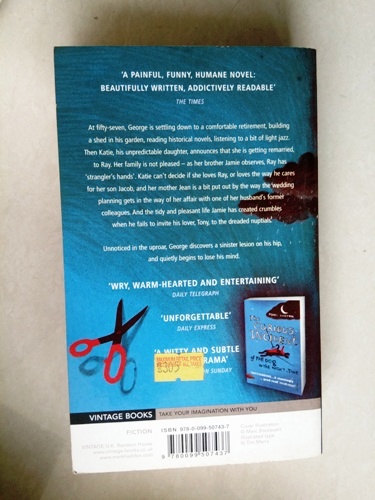 'A PAINFUL, FUNNY, HUMANE NOVEL:
BEAUTIFULLY WRITTEN, ADDICTIVELY READABLE'
THE TIMES
At fifty-seven, George is settling down to a comfortable retirement, building
a shed in his garden, reading historical novels, listening to a bit of light jazz.
Then Katie, his unpredictable daughter, announces that she is getting remarried,
to Ray. Her family is not pleased – as her brother Jamie observes, Ray has
'strangler's hands'. Katie can't decide if she loves Ray, or loves the way he cares
for her son Jacob, and her mother Jean is a bit put out by the way the wedding
planning gets in the way of her affair with one of her husband's former
colleagues. And the tidy and pleasant life Jamie has created crumbles
when he fails to invite his lover, Tony, to the dreaded nuptials.
Unnoticed in the uproar, George discovers a sinister lesion on his hip,
and quietly begins to lose his mind.
'WRY, WARM-HEARTED AND ENTERTAINING'
DAILY TELEGRAPH
'UNFORGETTABLE'
DAILY EXPRESS
'A WITTY AND SUBTLE
RAMA'
ON SUNDAY
VINTAGE BOOKS TAKE YOUR IMAGINATION WITH YOU
FICTION
ISBN 978-0-099-50743-7
VINTAGE U.K. Random House
9 780099 507437